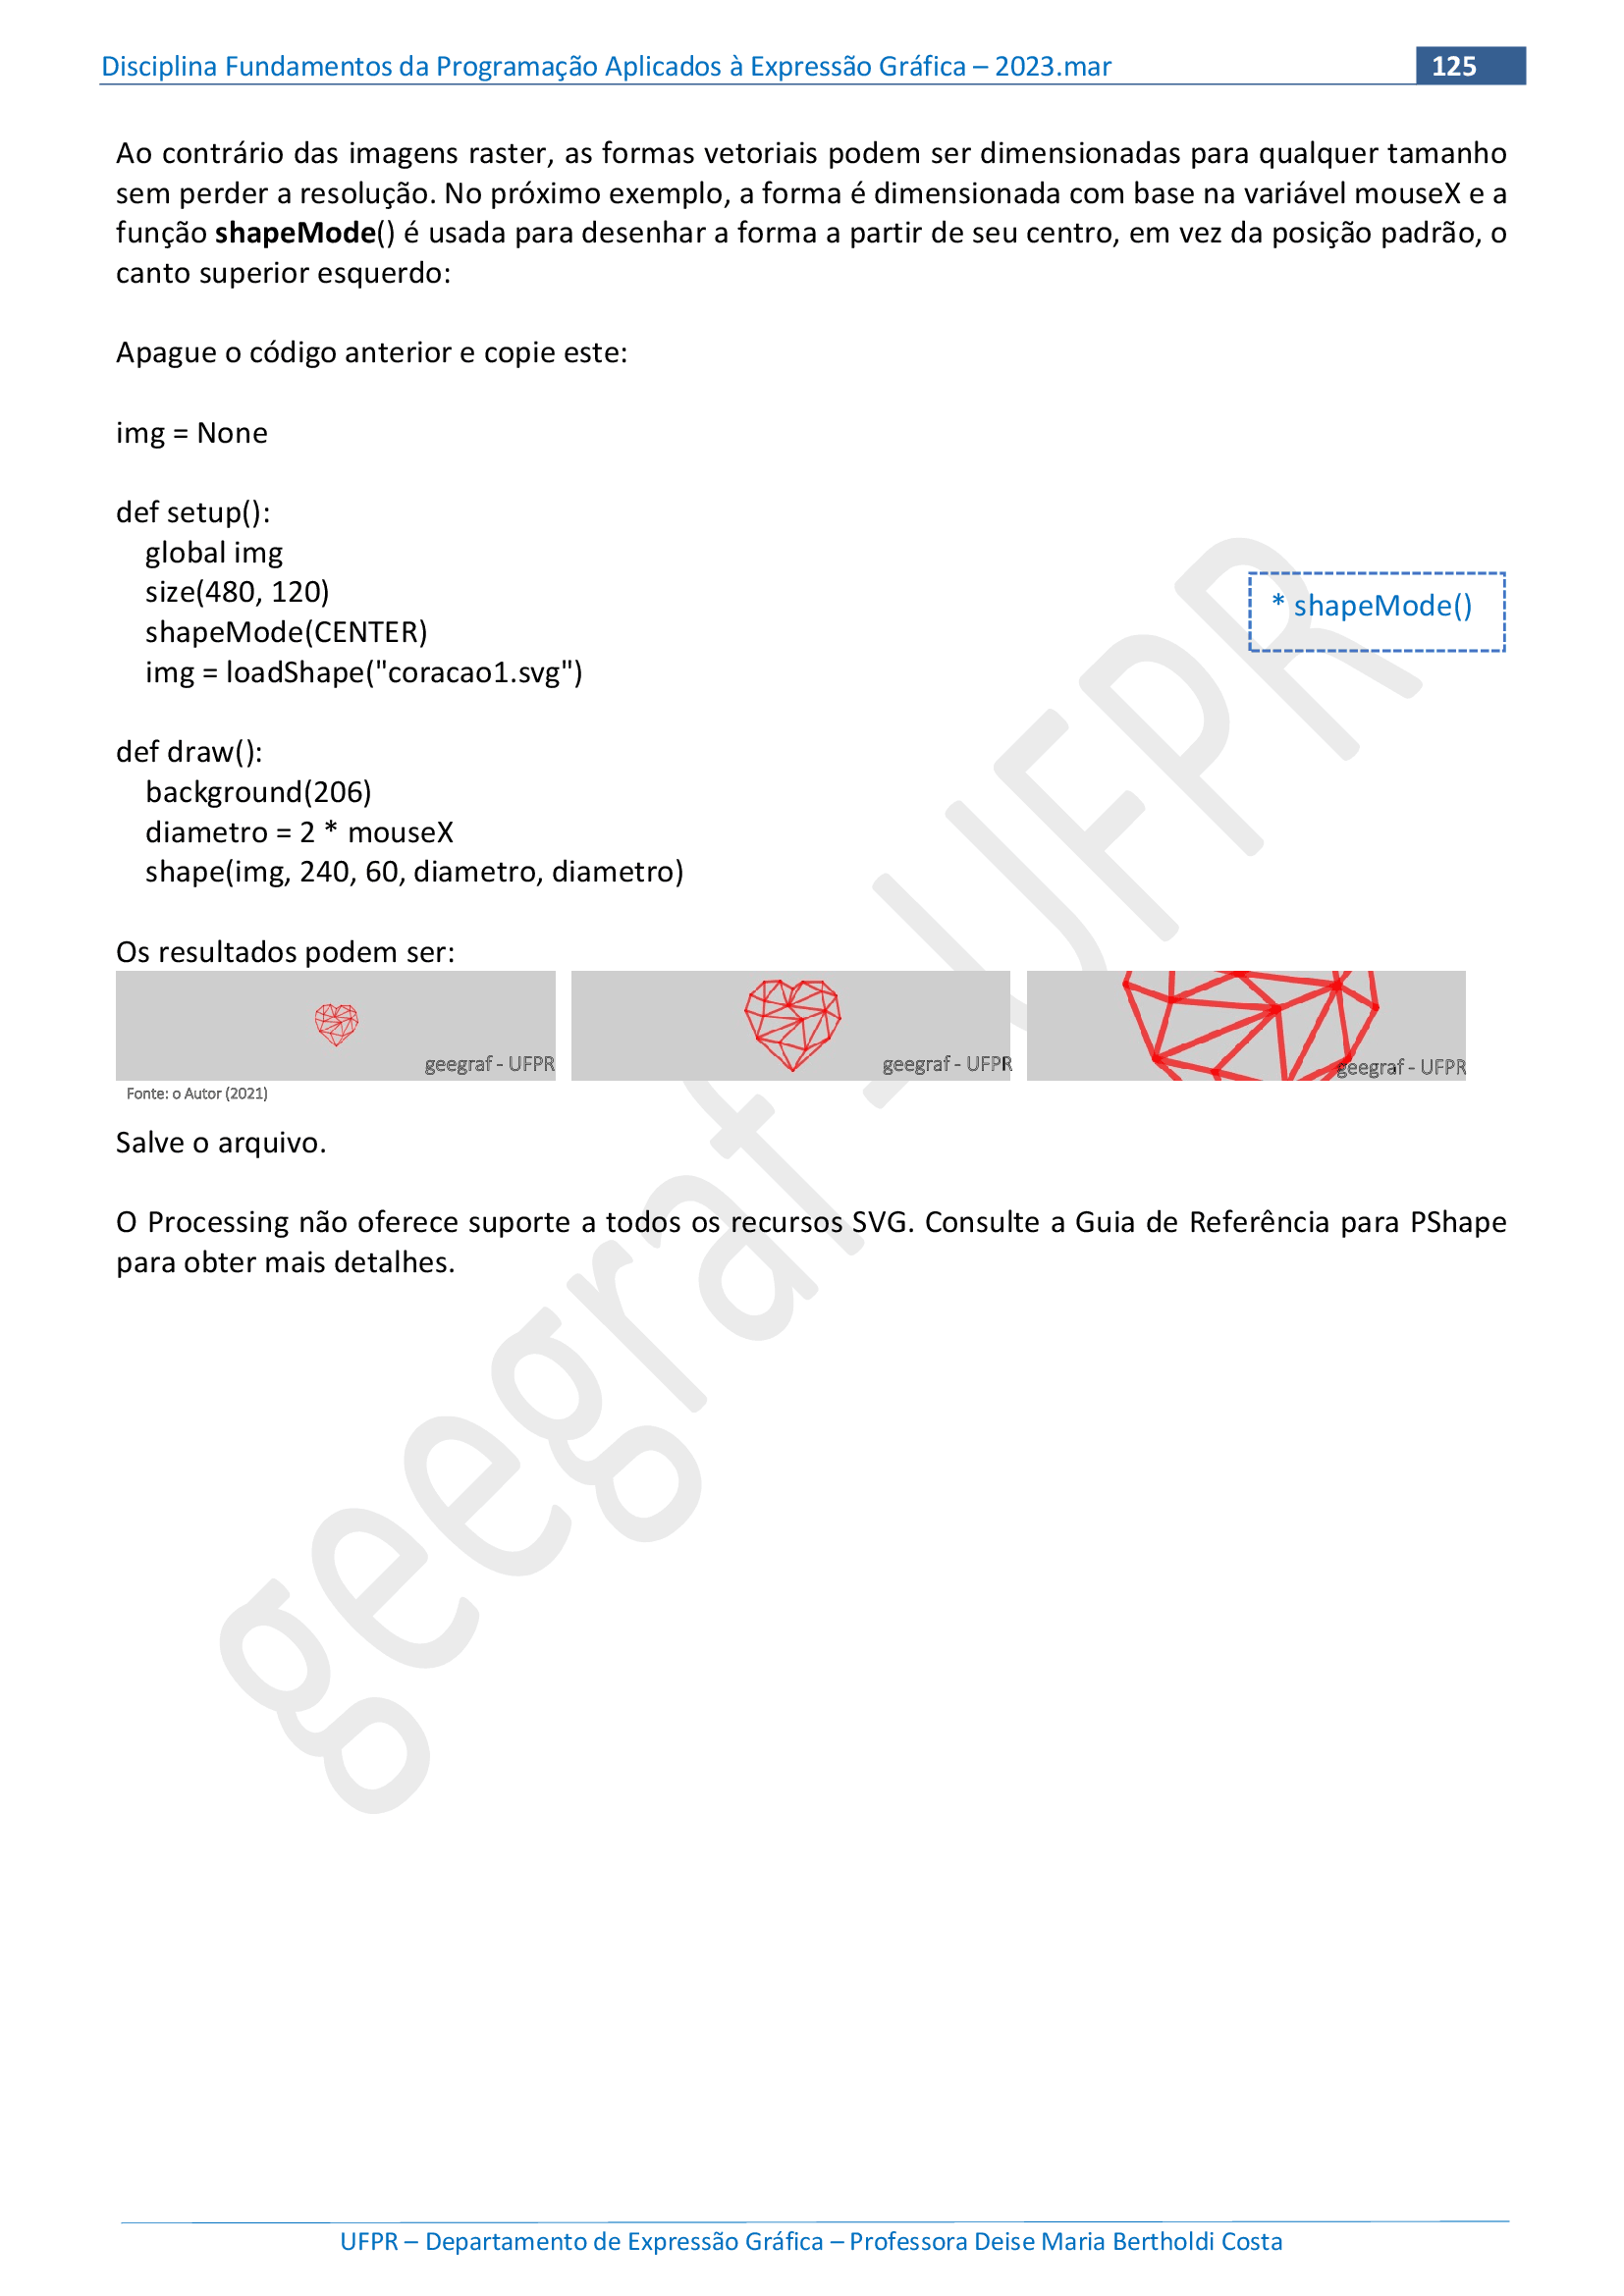 Disciplina Fundamentos da Programação Aplicados à Expressão Gráfica – 2023.mar
125
Ao contrário das imagens raster, as formas vetoriais podem ser dimensionadas para qualquer tamanho
sem perder a resolução. No próximo exemplo, a forma é dimensionada com base na variável mouseX e a
função shapeMode() é usada para desenhar a forma a partir de seu centro, em vez da posição padrão, o
canto superior esquerdo:
Apague o código anterior e copie este:
img = None
def setup():
    global img
    size(480, 120)
    shapeMode(CENTER)
    img = loadShape("coracao1.svg")
* shapeMode()
def draw():
    background(206)
    diametro = 2 * mouseX
    shape(img, 240, 60, diametro, diametro)
Os resultados podem ser:
geegraf - UFPR
geegraf - UFPR
geegraf - UFPR
Fonte: o Autor (2021)
Salve o arquivo.
O Processing não oferece suporte a todos os recursos SVG. Consulte a Guia de Referência para PShape
para obter mais detalhes.
geegraf - UFPR
UFPR – Departamento de Expressão Gráfica – Professora Deise Maria Bertholdi Costa